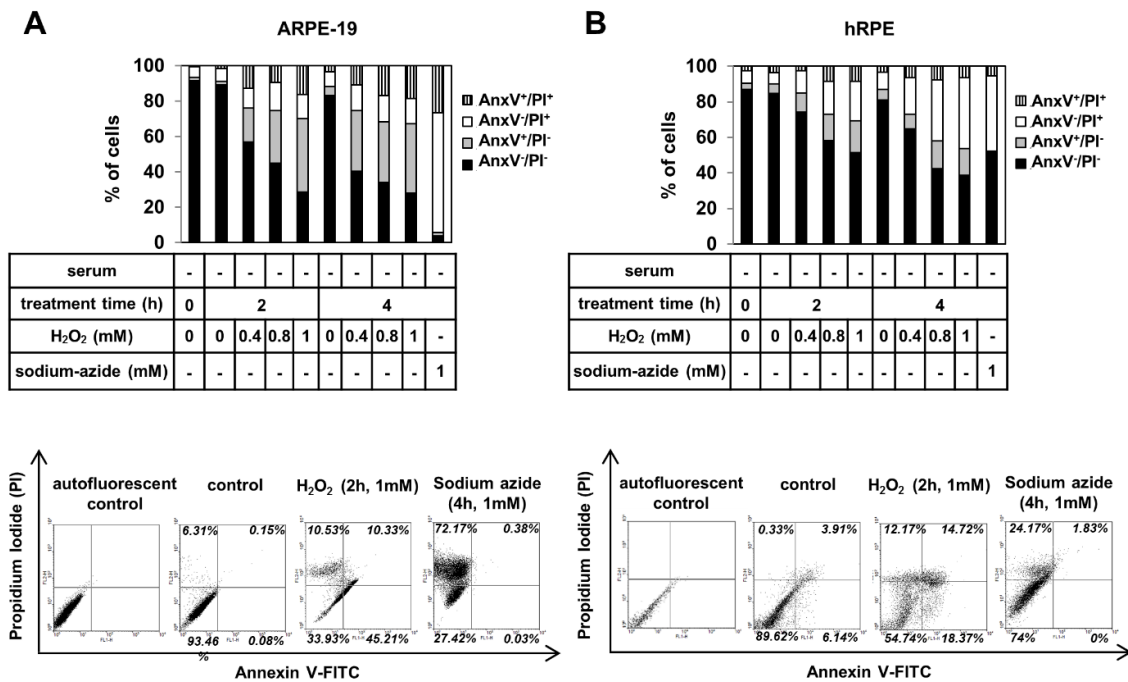 A
B
ARPE-19
hRPE
% of cells
100
80
60
40
20
0
AnxV⁺/PI⁺
AnxV⁻/PI⁺
AnxV⁺/PI⁻
AnxV⁻/PI⁻
% of cells
100
80
60
40
20
0
AnxV⁺/PI⁺
AnxV⁻/PI⁺
AnxV⁺/PI⁻
AnxV⁻/PI⁻
serum - - - - - - - - - -
treatment time (h) 0 2 4
H₂O₂ (mM) 0 0 0.4 0.8 1 0 0.4 0.8 1 -
sodium-azide (mM) - - - - - - - - - 1
serum - - - - - - - - - -
treatment time (h) 0 2 4
H₂O₂ (mM) 0 0 0.4 0.8 1 0 0.4 0.8 1 -
sodium-azide (mM) - - - - - - - - - 1
Propidium Iodide (PI)
autofluorescent
control
control
6.31% 0.15%
93.46
%
0.08%
H₂O₂ (2h, 1mM)
10.53% 10.33%
33.93% 45.21%
Sodium azide
(4h, 1mM)
72.17% 0.38%
27.42% 0.03%
Annexin V-FITC
Propidium Iodide (PI)
autofluorescent
control
control
0.33% 3.91%
89.62% 6.14%
H₂O₂ (2h, 1mM)
12.17% 14.72%
54.74% 18.37%
Sodium azide
(4h, 1mM)
24.17% 1.83%
74% 0%
Annexin V-FITC